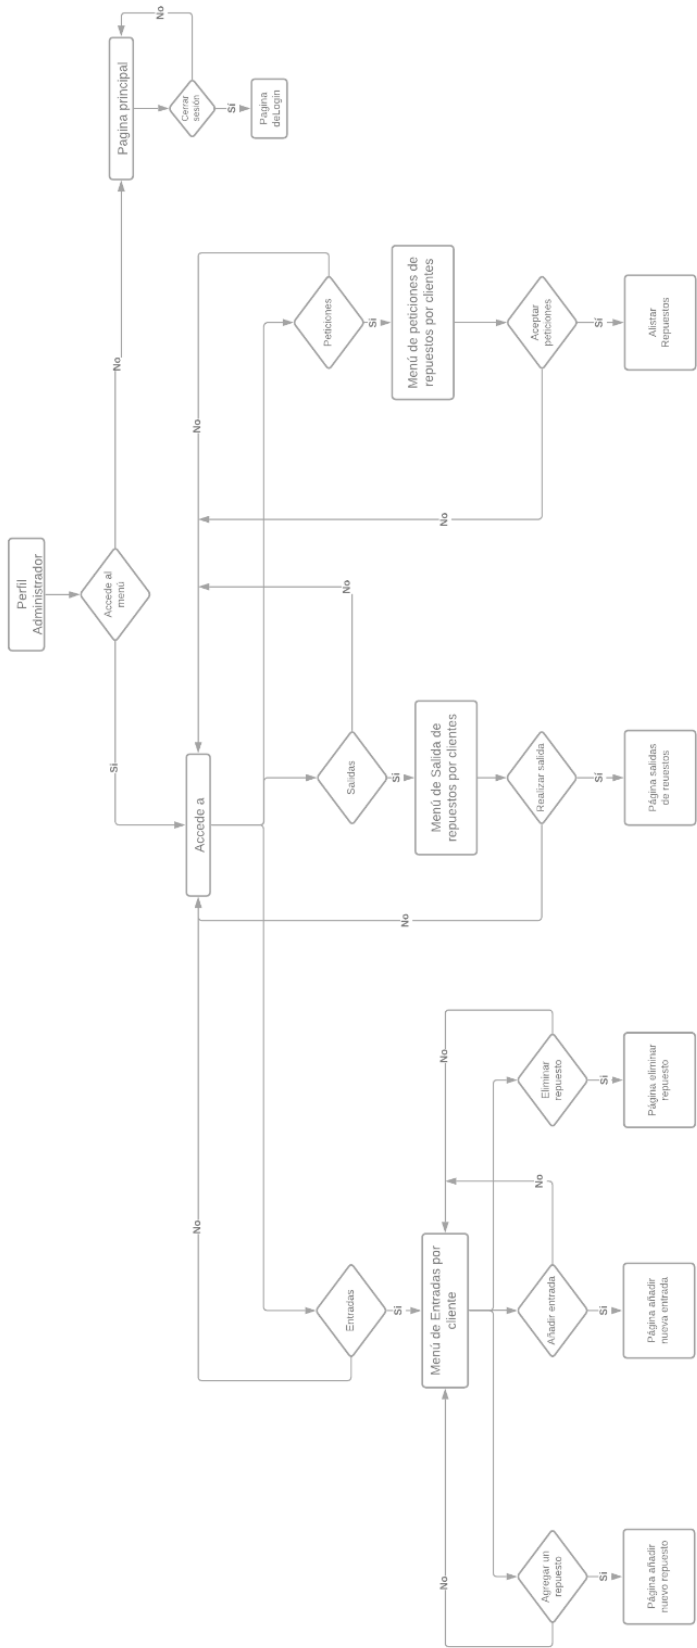 Perfil
Administrador
Accede al
menú
Si
No
Pagina principal
No
Cerrar
sesión
Sí
Pagina
deLogin
Accede a
No
No
Entradas
Si
Salidas
No
Si
Peticiones
Si
Menú de Entradas por
cliente
No
No
No
Agregar un
repuesto
Si
Página añadir
nuevo repuesto
Añadir entrada
Si
Página añadir
nueva entrada
Eliminar
repuesto
Si
Página eliminar
repuesto
Menú de Salida de
repuestos por clientes
No
Realizar salida
Sí
Página salidas
de reuestos
Menú de peticiones de
repuestos por clientes
No
Aceptar
peticiones
Sí
Alistar
Repuestos